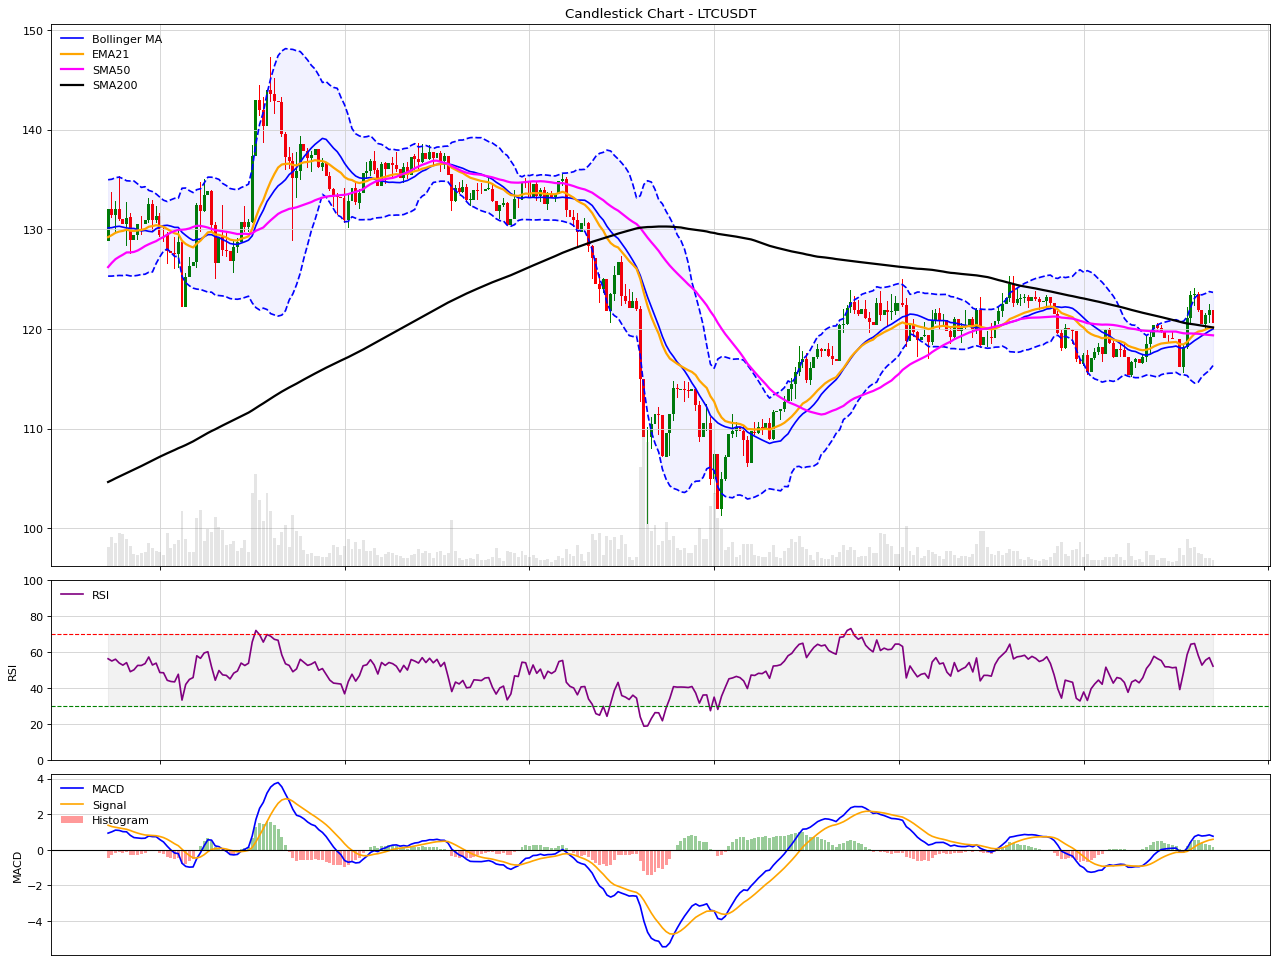 Candlestick Chart - LTCUSDT
Bollinger MA
EMA21
SMA50
SMA200
150
140
130
120
110
100
RSI
100
80
60
40
20
0
RSI
MACD
Signal
Histogram
4
2
0
−2
−4
MACD